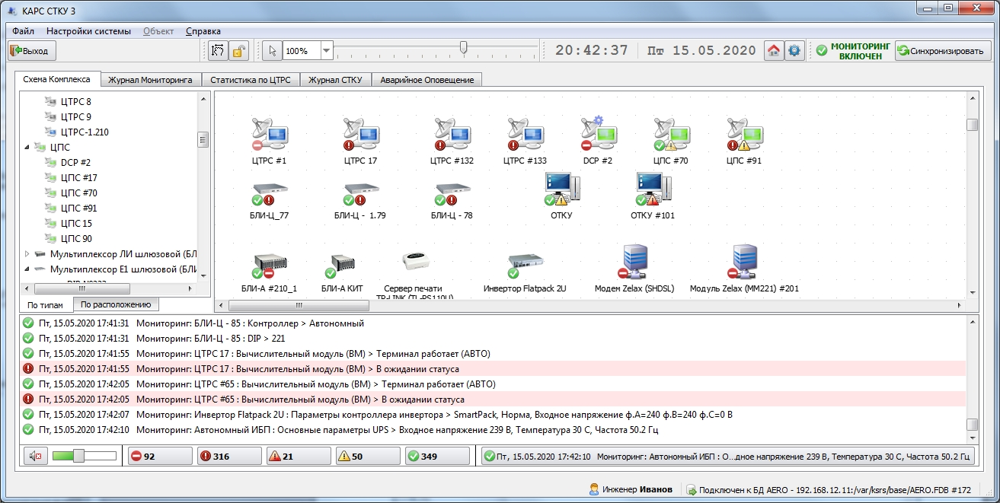 КАРС СТКУ 3
Файл Настройки системы Объект Справка
Выход 100% 20:42:37 Пт 15.05.2020 МОНИТОРИНГ ВКЛЮЧЕН Синхронизировать
Схема Комплекса Журнал Мониторинга Статистика по ЦТРС Журнал СТКУ Аварийное Оповещение
ЦТРС 8
ЦТРС 9
ЦТРС-1.210
ЦПС
DCP #2
ЦПС #17
ЦПС #70
ЦПС #91
ЦПС 15
ЦПС 90
Мультиплексор ЛИ шлюзовой (БЛ
Мультиплексор Е1 шлюзовой (БЛИ
По типам По расположению
ЦТРС #1 ЦТРС 17 ЦТРС #132 ЦТРС #133 DCP #2 ЦПС #70 ЦПС #91
БЛИ-Ц_77 БЛИ-Ц - 1.79 БЛИ-Ц - 78 ОТКУ ОТКУ #101
БЛИ-А #210_1 БЛИ-А КИТ Сервер печати Инвертор Flatpack 2U Модем Zelax (SHDSL) Модуль Zelax (MM221) #201
TP-LINK (TL-PS110U)
Пт, 15.05.2020 17:41:31 Мониторинг: БЛИ-Ц - 85 : Контроллер > Автономный
Пт, 15.05.2020 17:41:31 Мониторинг: БЛИ-Ц - 85 : DIP > 221
Пт, 15.05.2020 17:41:55 Мониторинг: ЦТРС 17 : Вычислительный модуль (ВМ) > Терминал работает (АВТО)
Пт, 15.05.2020 17:41:55 Мониторинг: ЦТРС 17 : Вычислительный модуль (ВМ) > В ожидании статуса
Пт, 15.05.2020 17:42:05 Мониторинг: ЦТРС #65 : Вычислительный модуль (ВМ) > Терминал работает (АВТО)
Пт, 15.05.2020 17:42:05 Мониторинг: ЦТРС #65 : Вычислительный модуль (ВМ) > В ожидании статуса
Пт, 15.05.2020 17:42:07 Мониторинг: Инвертор Flatpack 2U : Параметры контроллера инвертора > SmartPack, Норма, Входное напряжение ф.А=240 ф.В=240 ф.С=0 В
Пт, 15.05.2020 17:42:10 Мониторинг: Автономный ИБП : Основные параметры UPS > Входное напряжение 239 В, Температура 30 С, Частота 50.2 Гц
92 316 21 50 349 Пт, 15.05.2020 17:42:10 Мониторинг: Автономный ИБП : О...дное напряжение 239 В, Температура 30 С, Частота 50.2 Гц
Инженер Иванов Подключен к БД AERO - 192.168.12.11:/var/ksrs/base/AERO.FDB #172